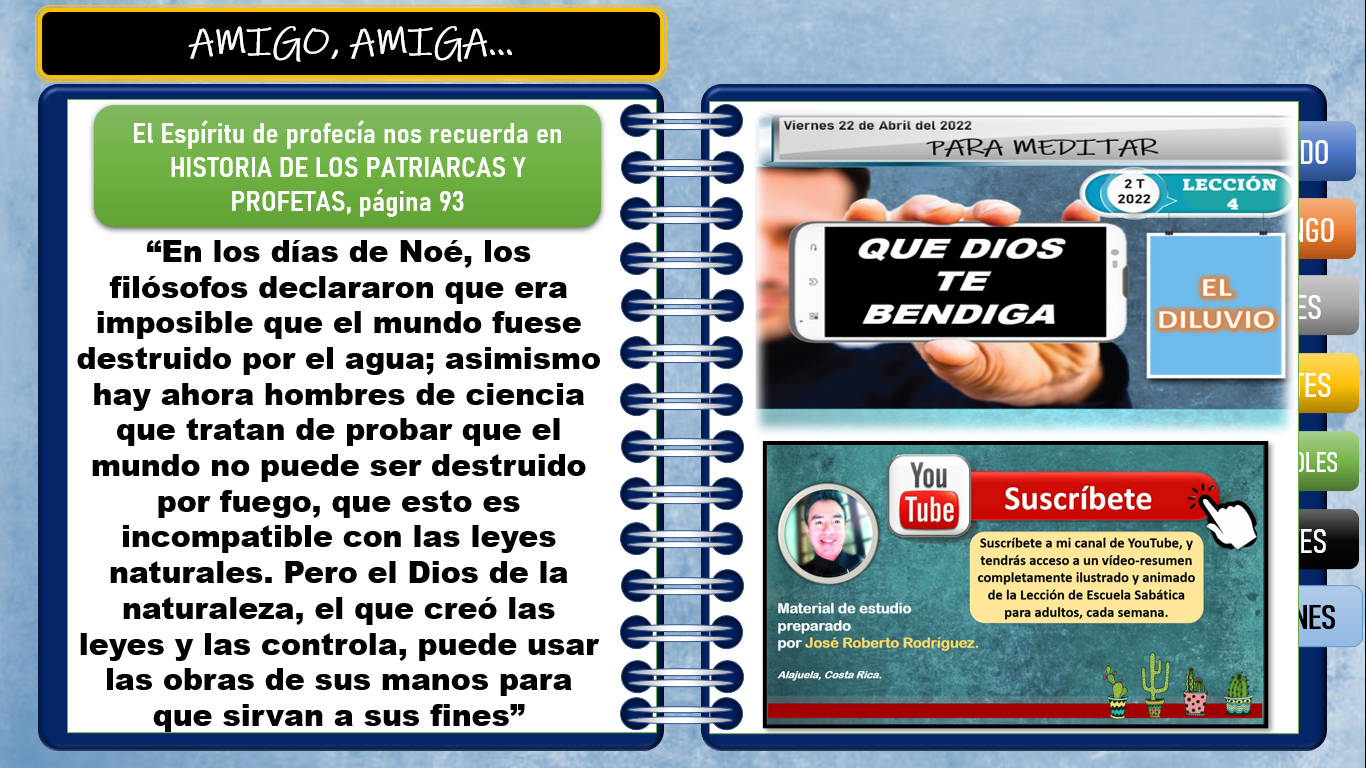 AMIGO, AMIGA...
El Espíritu de profecía nos recuerda en
HISTORIA DE LOS PATRIARCAS Y
PROFETAS, página 93
“En los días de Noé, los
filósofos declararon que era
imposible que el mundo fuese
destruido por el agua; asimismo
hay ahora hombres de ciencia
que tratan de probar que el
mundo no puede ser destruido
por fuego, que esto es
incompatible con las leyes
naturales. Pero el Dios de la
naturaleza, el que creó las
leyes y las controla, puede usar
las obras de sus manos para
que sirvan a sus fines”
Viernes 22 de Abril del 2022
PARA MEDITAR
2 T
2022
LECCIÓN
4
QUE DIOS
TE
BENDIGA
EL
DILUVIO
You
Tube
Suscríbete
Suscríbete a mi canal de YouTube, y
tendrás acceso a un vídeo-resumen
completamente ilustrado y animado
de la Lección de Escuela Sabática
para adultos, cada semana.
Material de estudio
preparado
por José Roberto Rodríguez.
Alajuela, Costa Rica.
DO
NGO
ES
TES
OLES
ES
NES